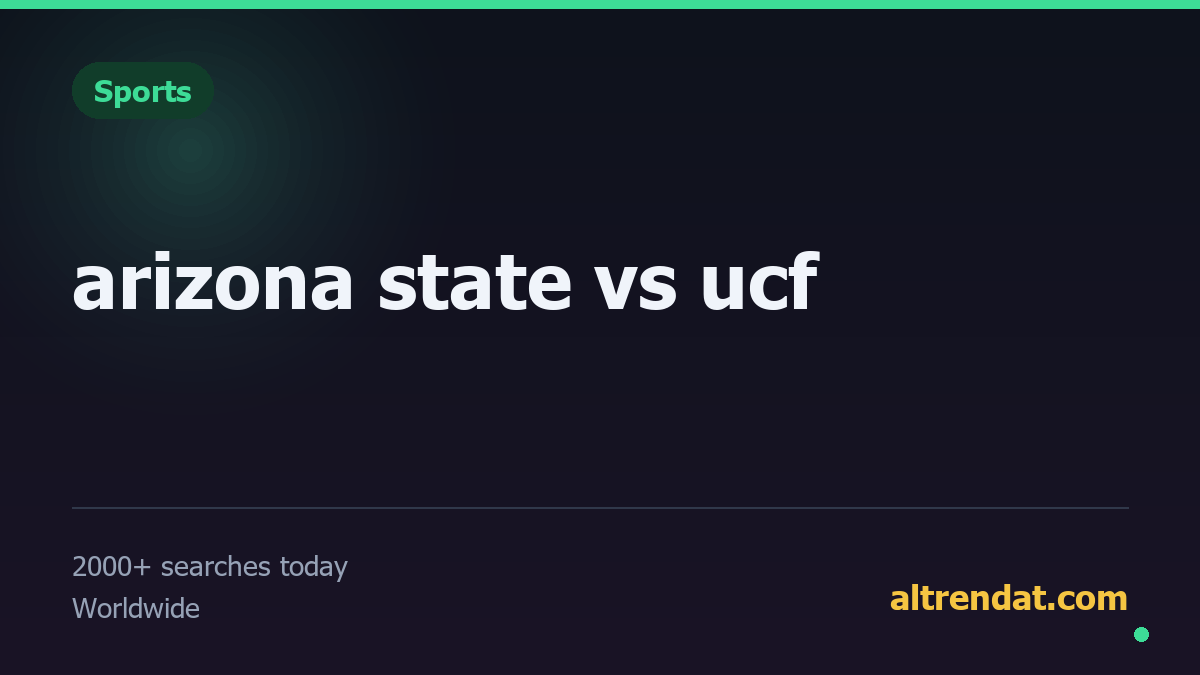 Sports
arizona state vs ucf
2000+ searches today
Worldwide
altrendat.com